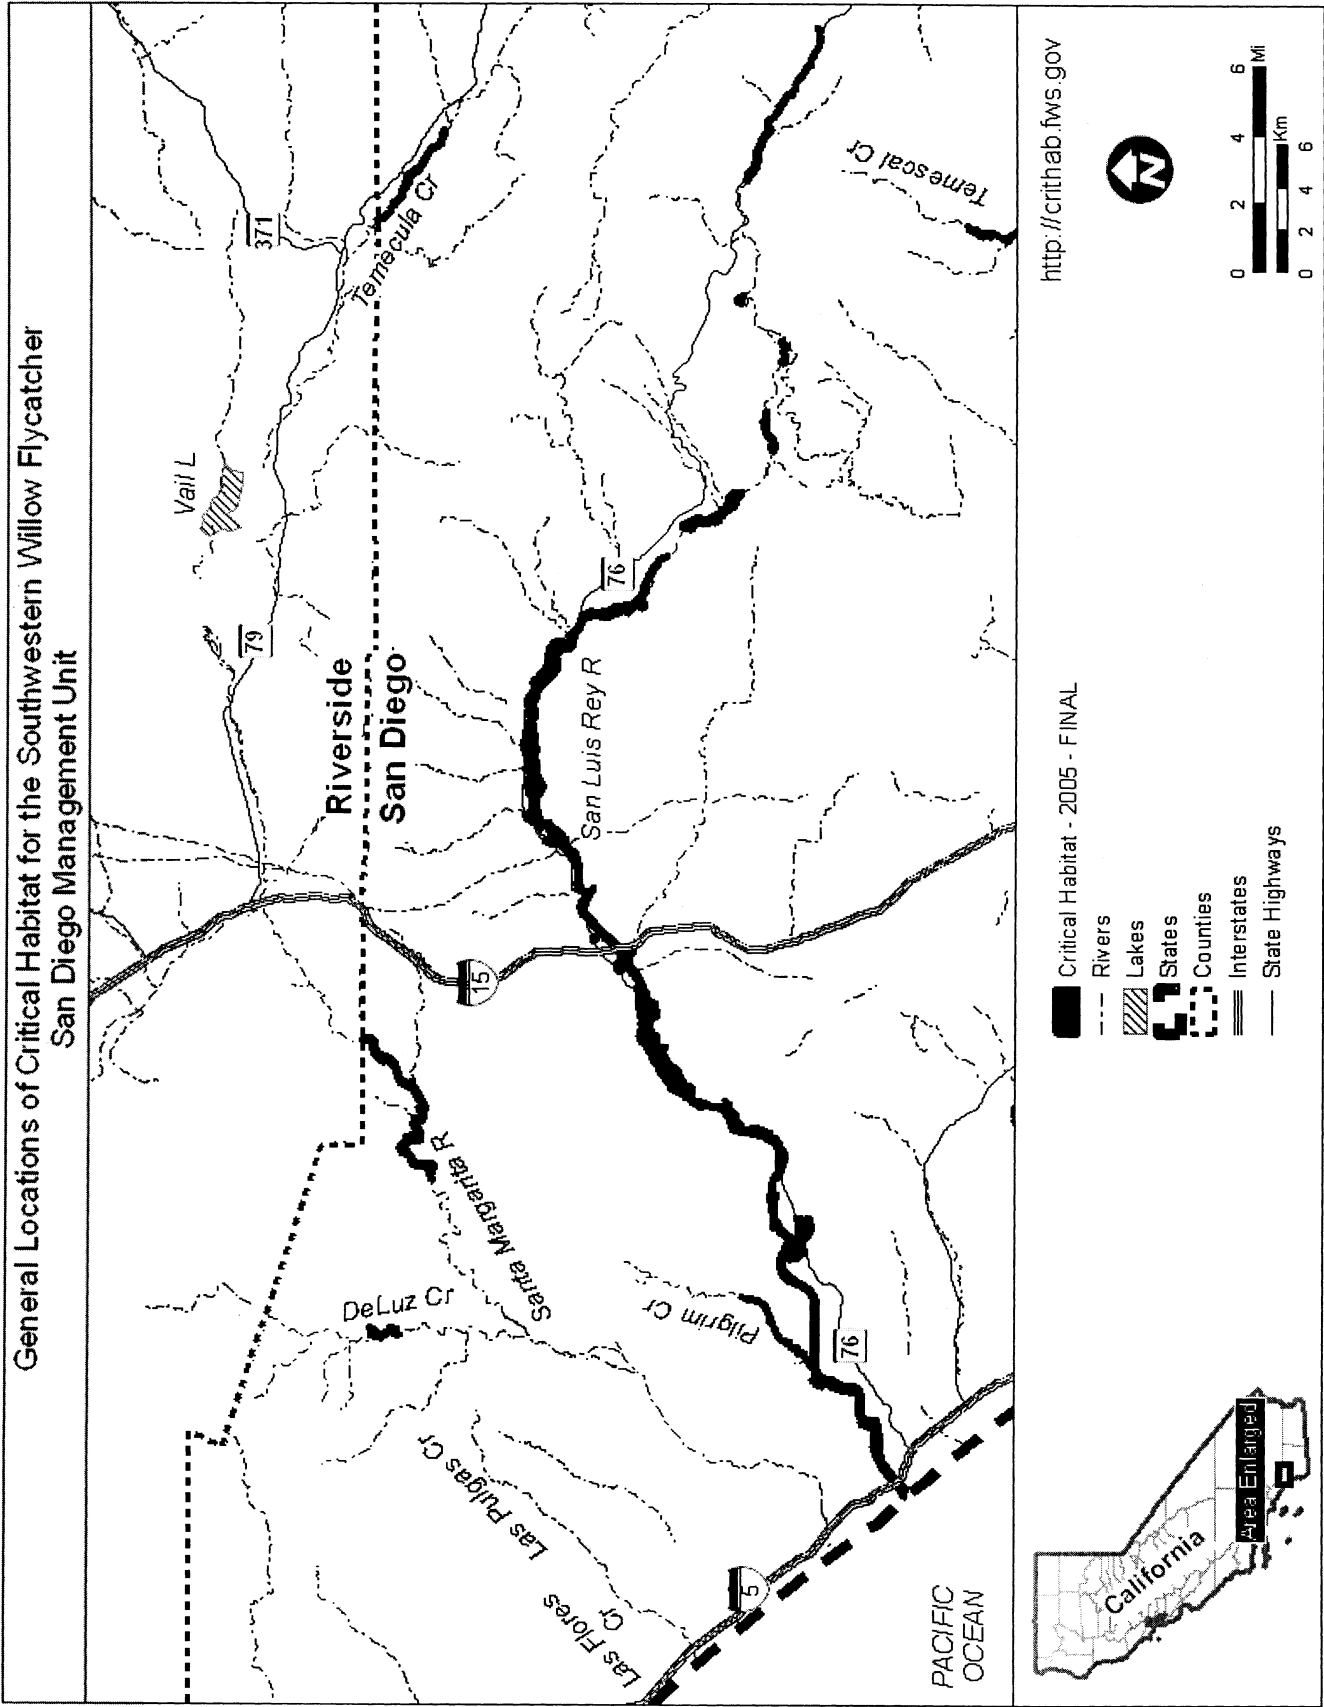 General Locations of Critical Habitat for the Southwestern Willow Flycatcher
San Diego Management Unit
Vail L
371
79
Temecula Cr
Riverside
San Diego
15
DeLuz Cr
Santa Margarita R
Las Pulgas Cr
Las Flores
Cr
76
San Luis Rey R
Pilgrim Cr
76
5
Temescal Cr
PACIFIC
OCEAN
California
Area Enlarged
Critical Habitat - 2005 - FINAL
Rivers
Lakes
States
Counties
Interstates
State Highways
http://crithab.fws.gov
N
0 2 4 6
Mi
Km
0 2 4 6